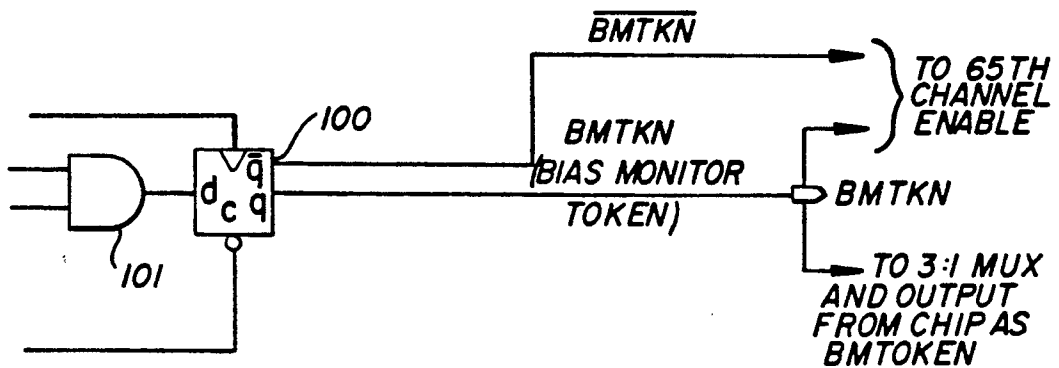 B̅M̅T̅K̅N̅
TO 65TH
CHANNEL
ENABLE
100
BMTKN
(BIAS MONITOR
TOKEN)
q̅
d c q
BMTKN
101
TO 3:1 MUX
AND OUTPUT
FROM CHIP AS
BMTOKEN